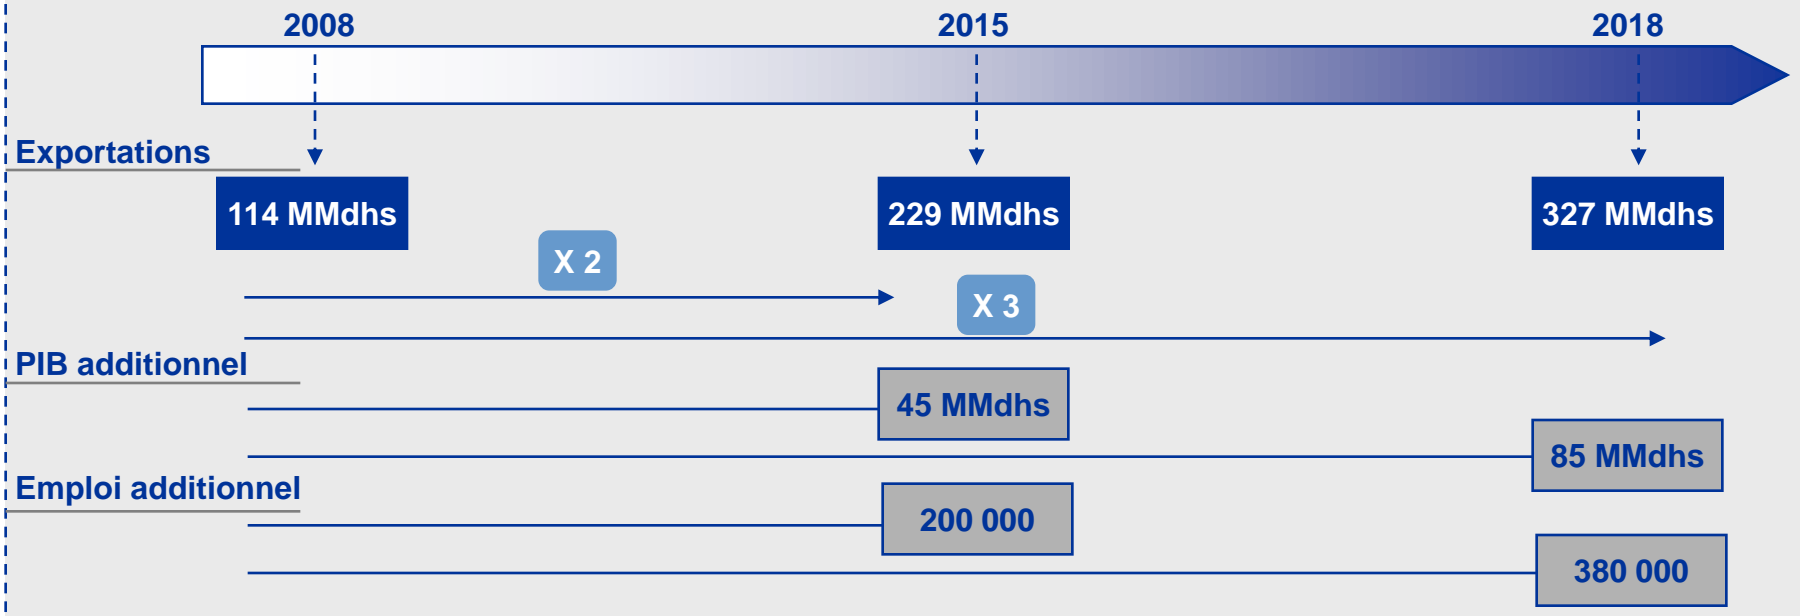 2008
2015
2018
Exportations
114 MMdhs
229 MMdhs
327 MMdhs
X 2
X 3
PIB additionnel
45 MMdhs
85 MMdhs
Emploi additionnel
200 000
380 000